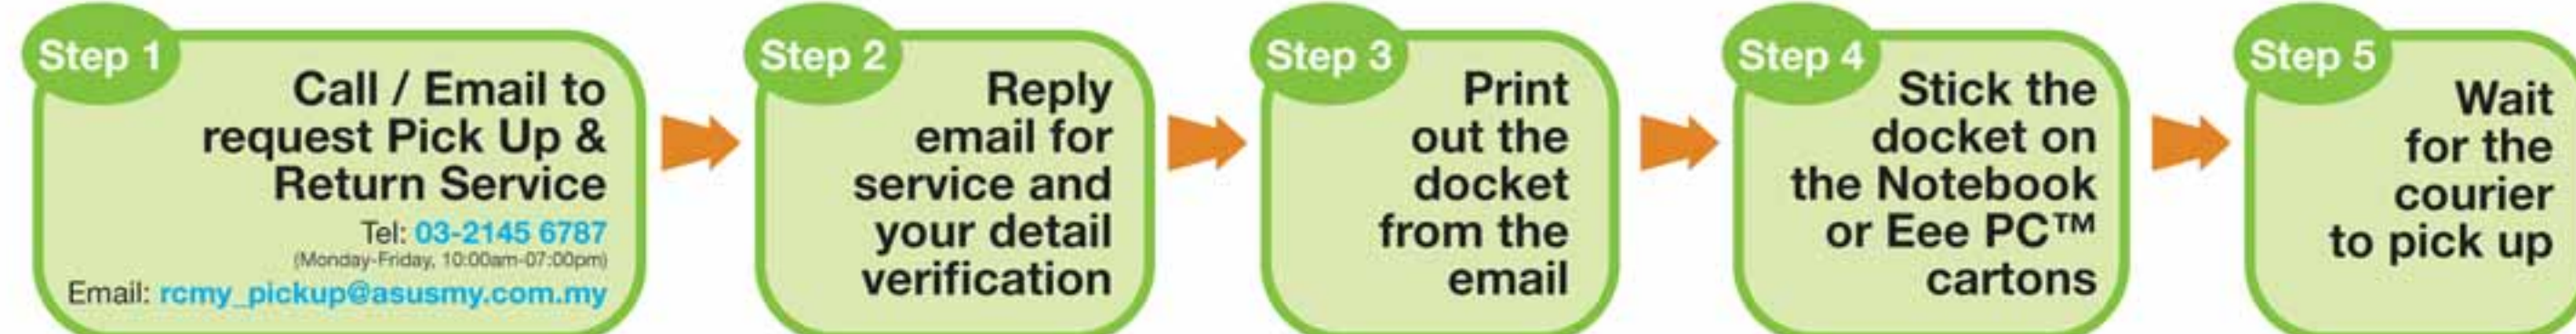 Step 1
Call / Email to
request Pick Up &
Return Service
Tel: 03-2145 6787
(Monday-Friday, 10:00am-07:00pm)
Email: rcmy_pickup@asusmy.com.my
Step 2
Reply
email for
service and
your detail
verification
Step 3
Print
out the
docket
from the
email
Step 4
Stick the
docket on
the Notebook
or Eee PC™
cartons
Step 5
Wait
for the
courier
to pick up